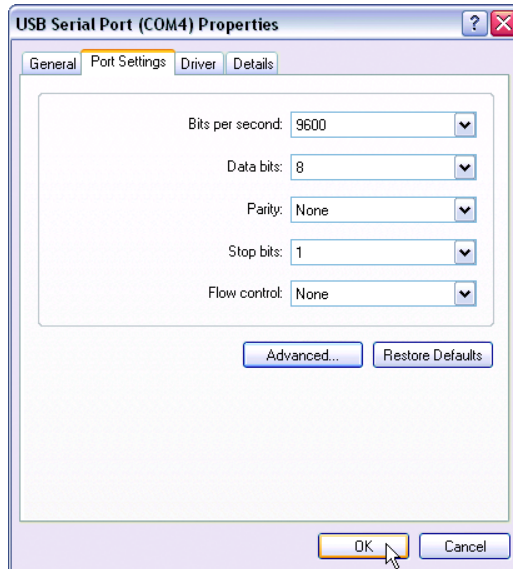 USB Serial Port (COM4) Properties ?
General Port Settings Driver Details
Bits per second: 9600
Data bits: 8
Parity: None
Stop bits: 1
Flow control: None
Advanced... Restore Defaults
OK Cancel